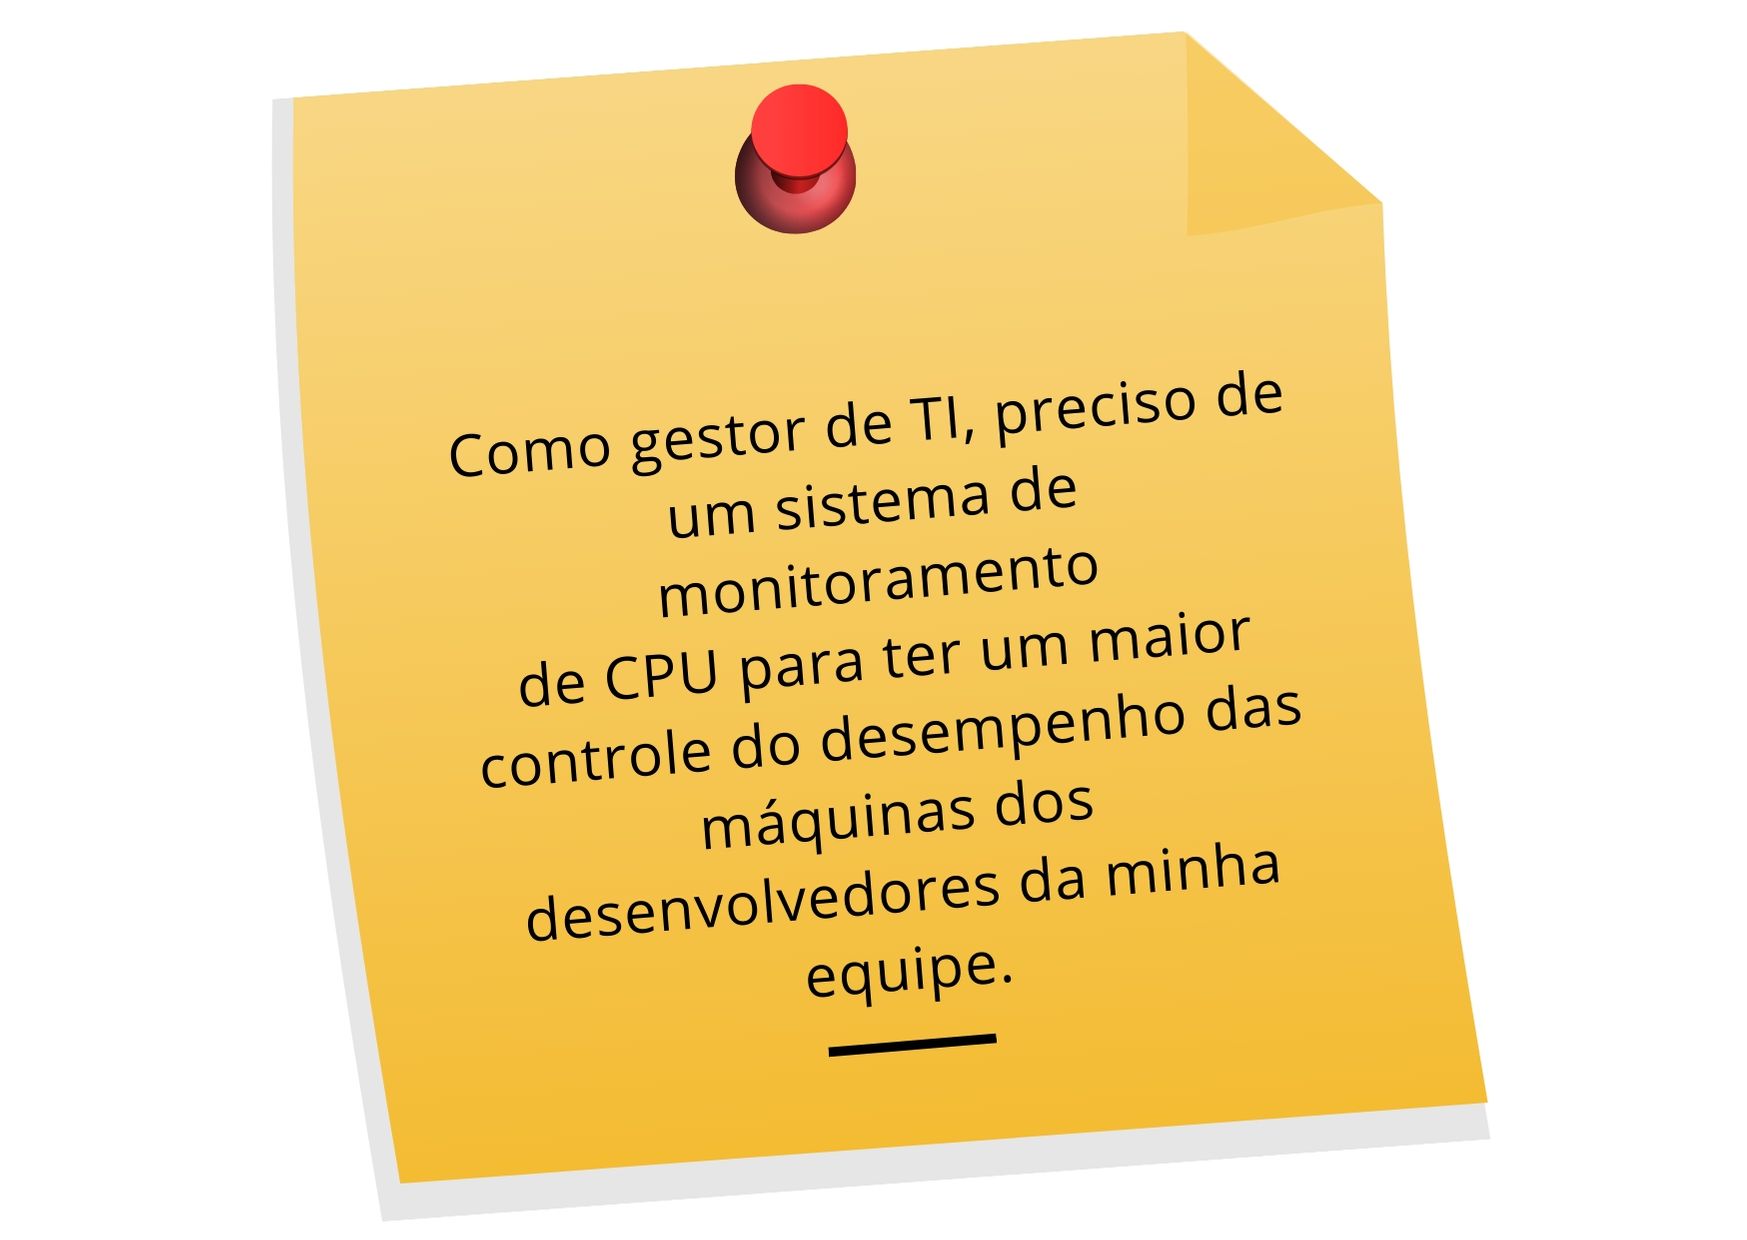 Como gestor de TI, preciso de
um sistema de
monitoramento
de CPU para ter um maior
controle do desempenho das
máquinas dos
desenvolvedores da minha
equipe.